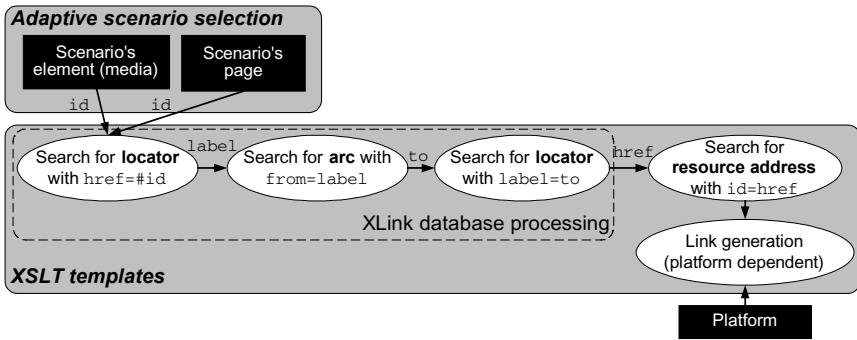 Adaptive scenario selection
Scenario's
element (media)
Scenario's
page
id
id
Search for locator
with href=#id
label
Search for arc with
from=label
to
Search for locator
with label=to
href
Search for
resource address
with id=href
XLink database processing
Link generation
(platform dependent)
XSLT templates
Platform